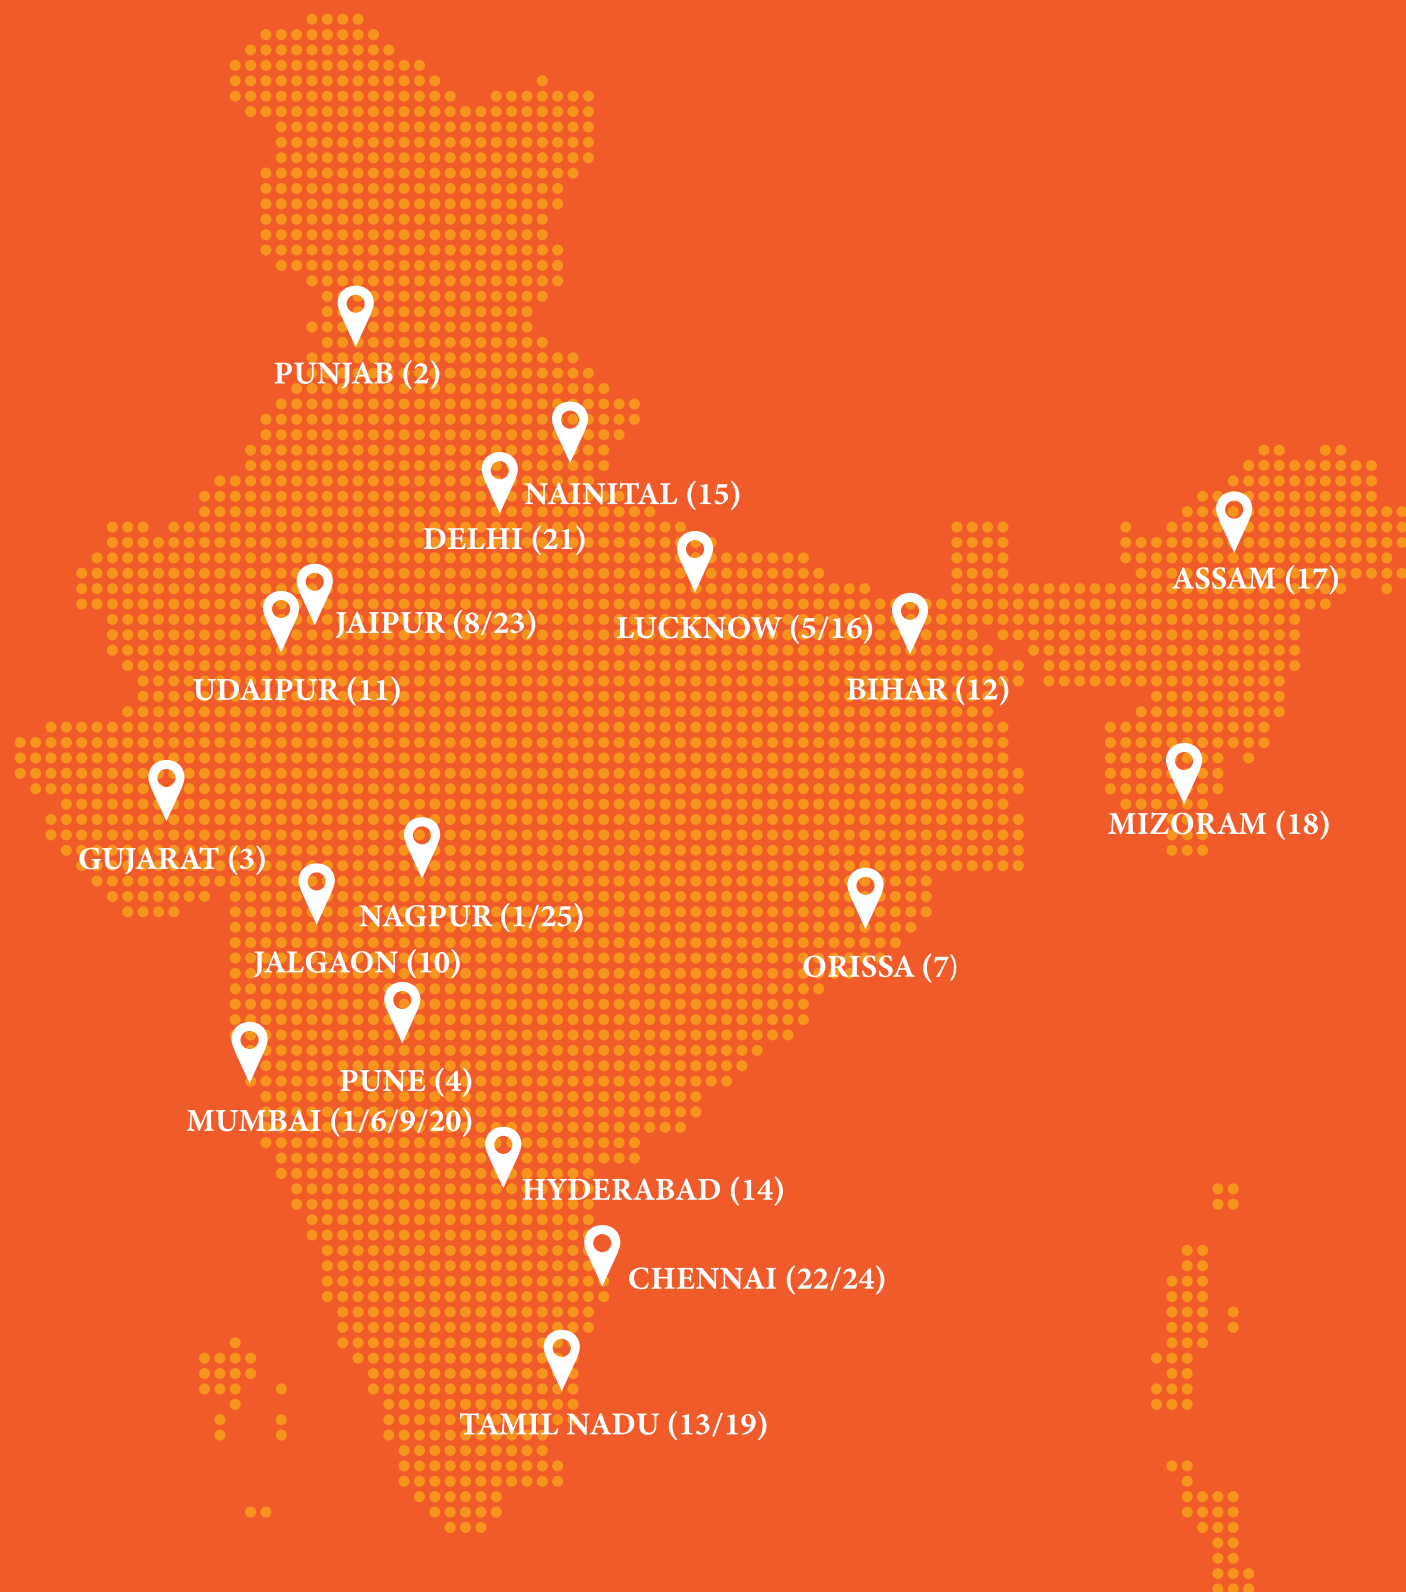 PUNJAB (2)
NAINITAL (15)
DELHI (21)
ASSAM (17)
JAIPUR (8/23)
LUCKNOW (5/16)
UDAIPUR (11)
BIHAR (12)
MIZORAM (18)
GUJARAT (3)
NAGPUR (1/25)
JALGAON (10)
ORISSA (7)
PUNE (4)
MUMBAI (1/6/9/20)
HYDERABAD (14)
CHENNAI (22/24)
TAMIL NADU (13/19)